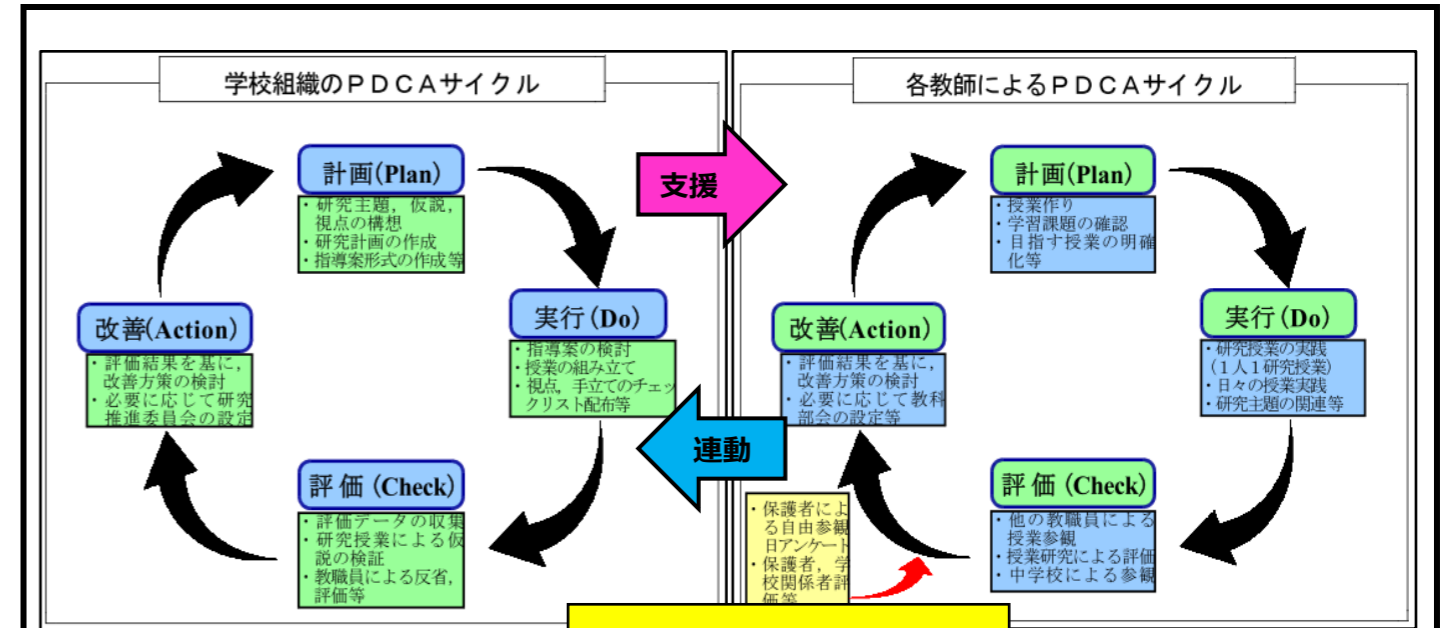 学校組織のＰＤＣＡサイクル
計画(Plan)
・研究主題，仮説，
視点の構想
・研究計画の作成
・指導案形式の作成等
実行(Do)
・指導案の検討
・授業の組み立て
・視点，手立てのチェッ
クリスト配布等
評価(Check)
・評価データの収集
・研究授業による仮
説の検証
・教職員による反省，
評価等
改善(Action)
・評価結果を基に，
改善方策の検討
・必要に応じて研究
推進委員会の設定
支援
連動
各教師によるＰＤＣＡサイクル
計画(Plan)
・授業作り
・学習課題の確認
・目指す授業の明確
化等
実行(Do)
・研究授業の実践
(１人１研究授業)
・日々の授業実践
・研究主題の関連等
評価(Check)
・他の教職員による
授業参観
・授業研究による評価
・中学校による参観
改善(Action)
・評価結果を基に，
改善方策の検討
・必要に応じて教科
部会の設定等
・保護者によ
る自由参観
日アンケート
・保護者，学
校関係者評
価等